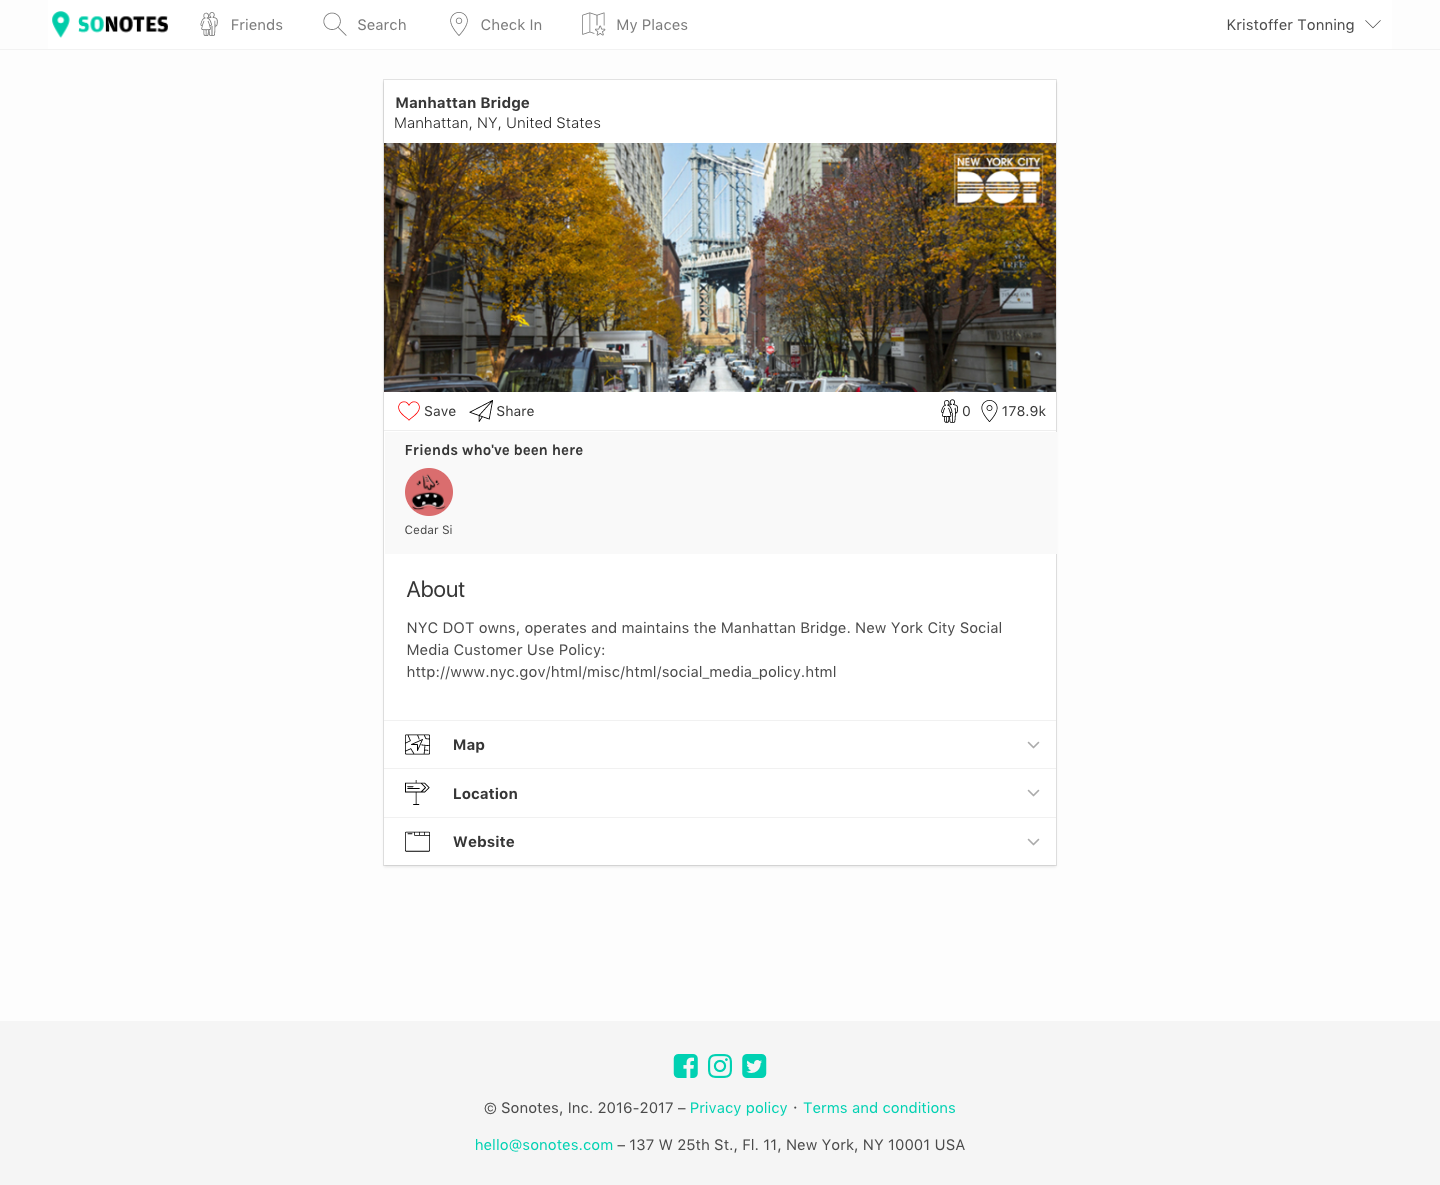 SONOTES
Friends
Search
Check In
My Places
Kristoffer Tonning
Manhattan Bridge
Manhattan, NY, United States
NEW YORK CITY
DOT
Save
Share
0
178.9k
Friends who've been here
Cedar Si
About
NYC DOT owns, operates and maintains the Manhattan Bridge. New York City Social
Media Customer Use Policy:
http://www.nyc.gov/html/misc/html/social_media_policy.html
Map
Location
Website
© Sonotes, Inc. 2016-2017 – Privacy policy · Terms and conditions
hello@sonotes.com – 137 W 25th St., Fl. 11, New York, NY 10001 USA